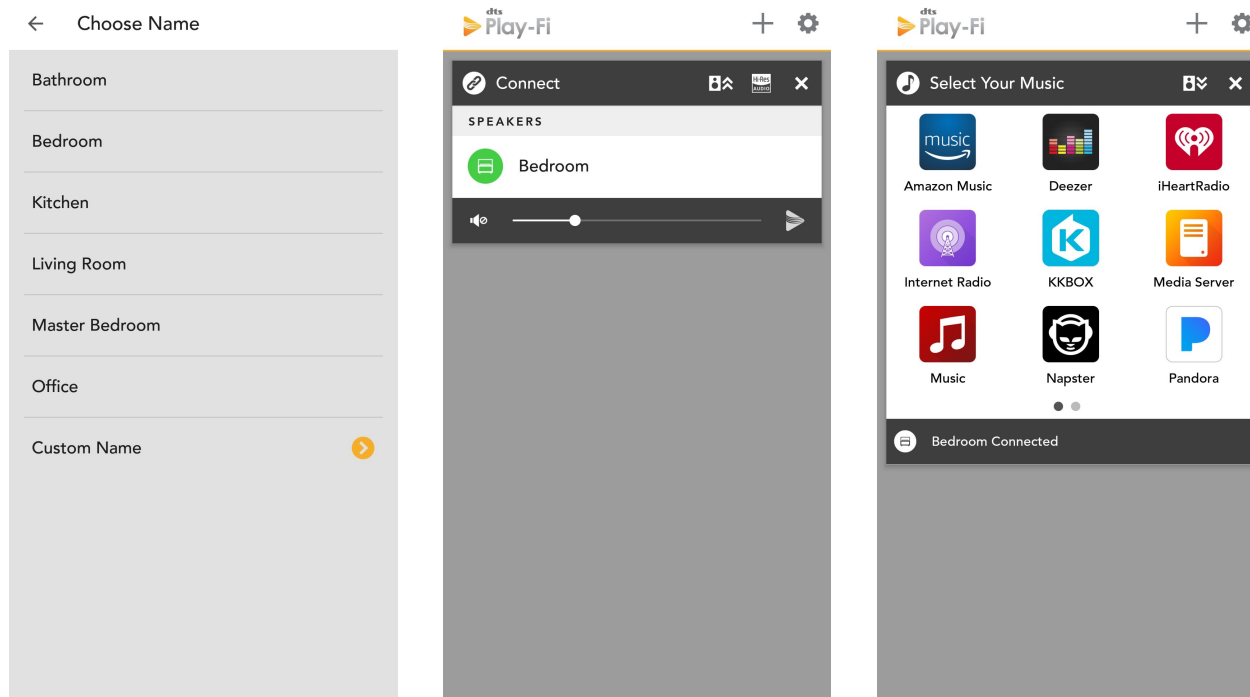 Choose Name
Bathroom
Bedroom
Kitchen
Living Room
Master Bedroom
Office
Custom Name
dts
Play-Fi
Connect
Hi-Res
AUDIO
SPEAKERS
Bedroom
dts
Play-Fi
Select Your Music
music
Amazon Music
Deezer
iHeartRadio
Internet Radio
KKBOX
Media Server
Music
Napster
Pandora
Bedroom Connected